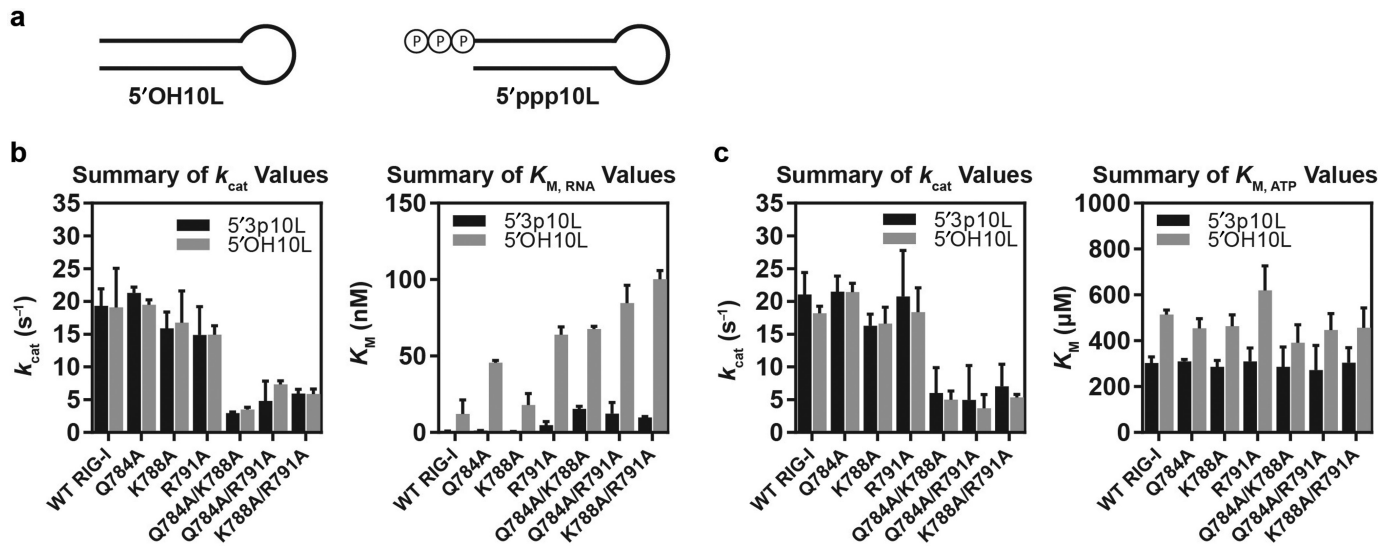 a
P P P
5′OH10L
5′ppp10L
b
Summary of kcat Values
35
30
25
20
15
10
5
0
kcat (s–1)
5′3p10L
5′OH10L
WT RIG-I
Q784A
K788A
R791A
Q784A/K788A
Q784A/R791A
K788A/R791A
Summary of KM, RNA Values
150
100
50
0
KM (nM)
5′3p10L
5′OH10L
WT RIG-I
Q784A
K788A
R791A
Q784A/K788A
Q784A/R791A
K788A/R791A
c
Summary of kcat Values
35
30
25
20
15
10
5
0
kcat (s–1)
5′3p10L
5′OH10L
WT RIG-I
Q784A
K788A
R791A
Q784A/K788A
Q784A/R791A
K788A/R791A
Summary of KM, ATP Values
1000
800
600
400
200
0
KM (µM)
5′3p10L
5′OH10L
WT RIG-I
Q784A
K788A
R791A
Q784A/K788A
Q784A/R791A
K788A/R791A